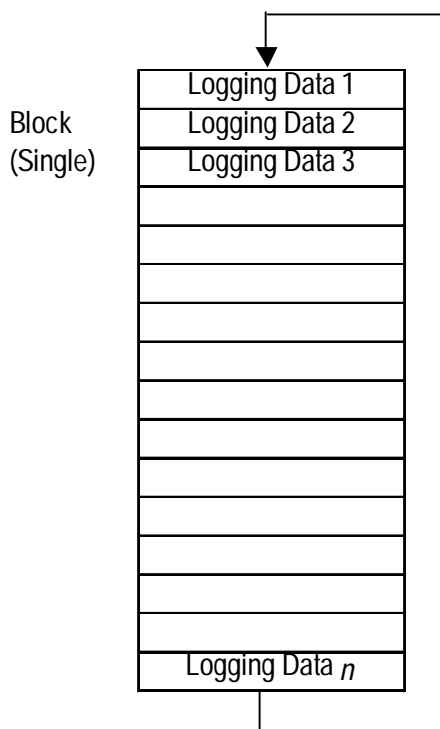 Logging Data 1
Block
(Single)
Logging Data 2
Logging Data 3
Logging Data n